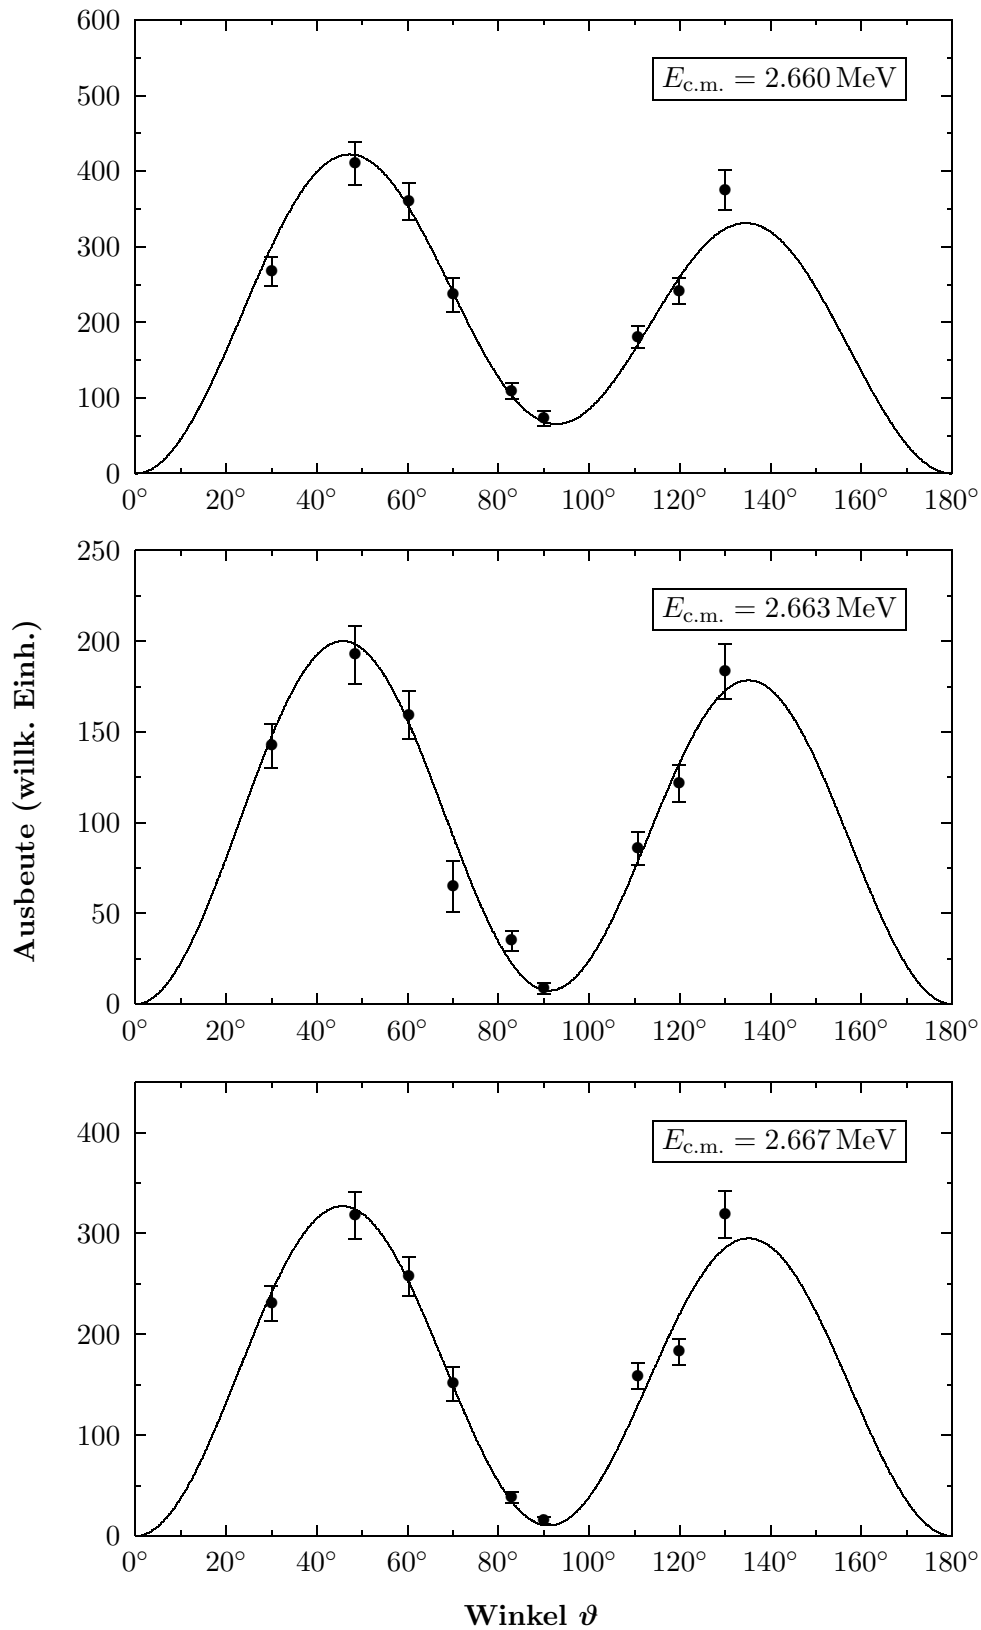 600
500
400
300
200
100
0
E_c.m. = 2.660 MeV
0° 20° 40° 60° 80° 100° 120° 140° 160° 180°
Ausbeute (willk. Einh.)
250
200
150
100
50
0
E_c.m. = 2.663 MeV
0° 20° 40° 60° 80° 100° 120° 140° 160° 180°
400
300
200
100
0
E_c.m. = 2.667 MeV
0° 20° 40° 60° 80° 100° 120° 140° 160° 180°
Winkel ϑ